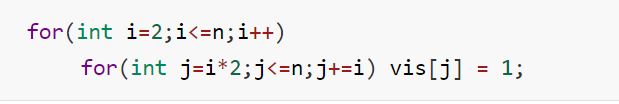 for(int i=2;i<=n;i++)
    for(int j=i*2;j<=n;j+=i) vis[j] = 1;